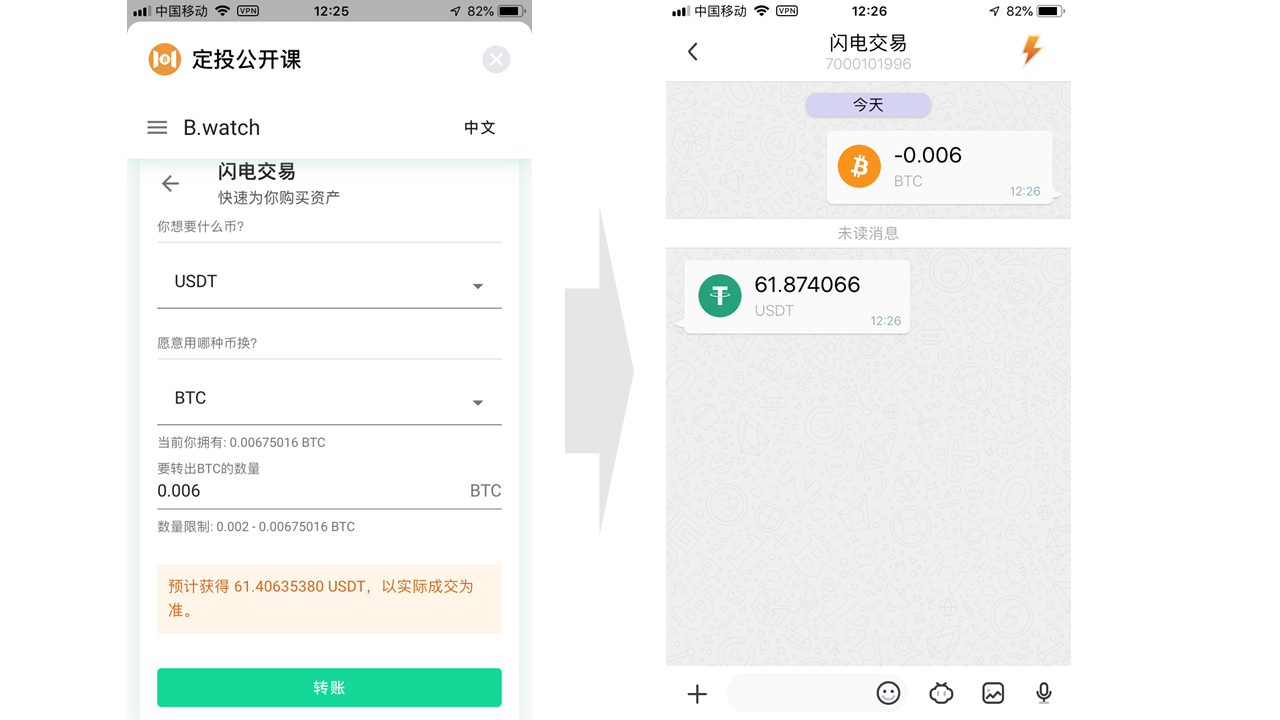 中国移动 VPN 12:25 82%
定投公开课
B.watch 中文
闪电交易
快速为你购买资产
你想要什么币?
USDT
愿意用哪种币换?
BTC
当前你拥有: 0.00675016 BTC
要转出BTC的数量
0.006 BTC
数量限制: 0.002 - 0.00675016 BTC
预计获得 61.40635380 USDT，以实际成交为
准。
转账
中国移动 VPN 12:26 82%
闪电交易
7000101996
今天
-0.006
BTC
12:26
未读消息
61.874066
USDT
12:26